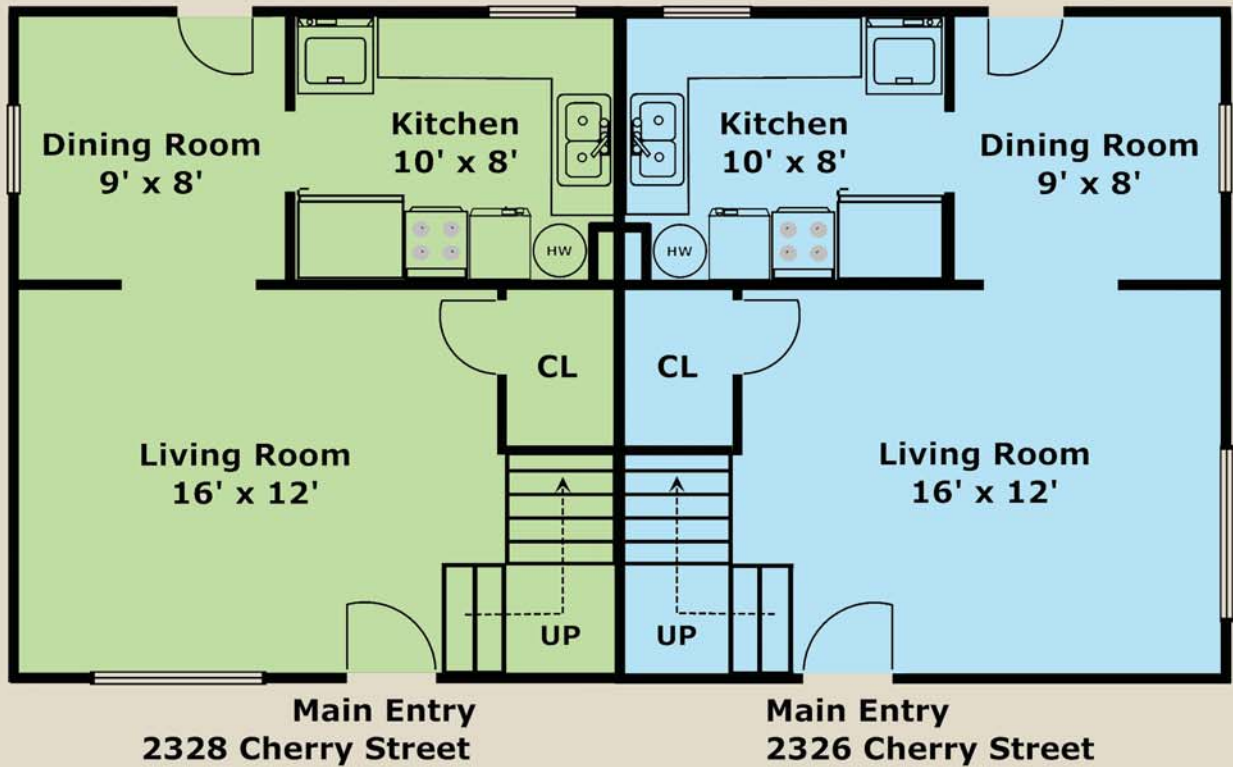 Kitchen
10' x 8'
Kitchen
10' x 8'
Dining Room
9' x 8'
Dining Room
9' x 8'
HW
HW
CL
CL
Living Room
16' x 12'
Living Room
16' x 12'
UP
UP
Main Entry
2328 Cherry Street
Main Entry
2326 Cherry Street